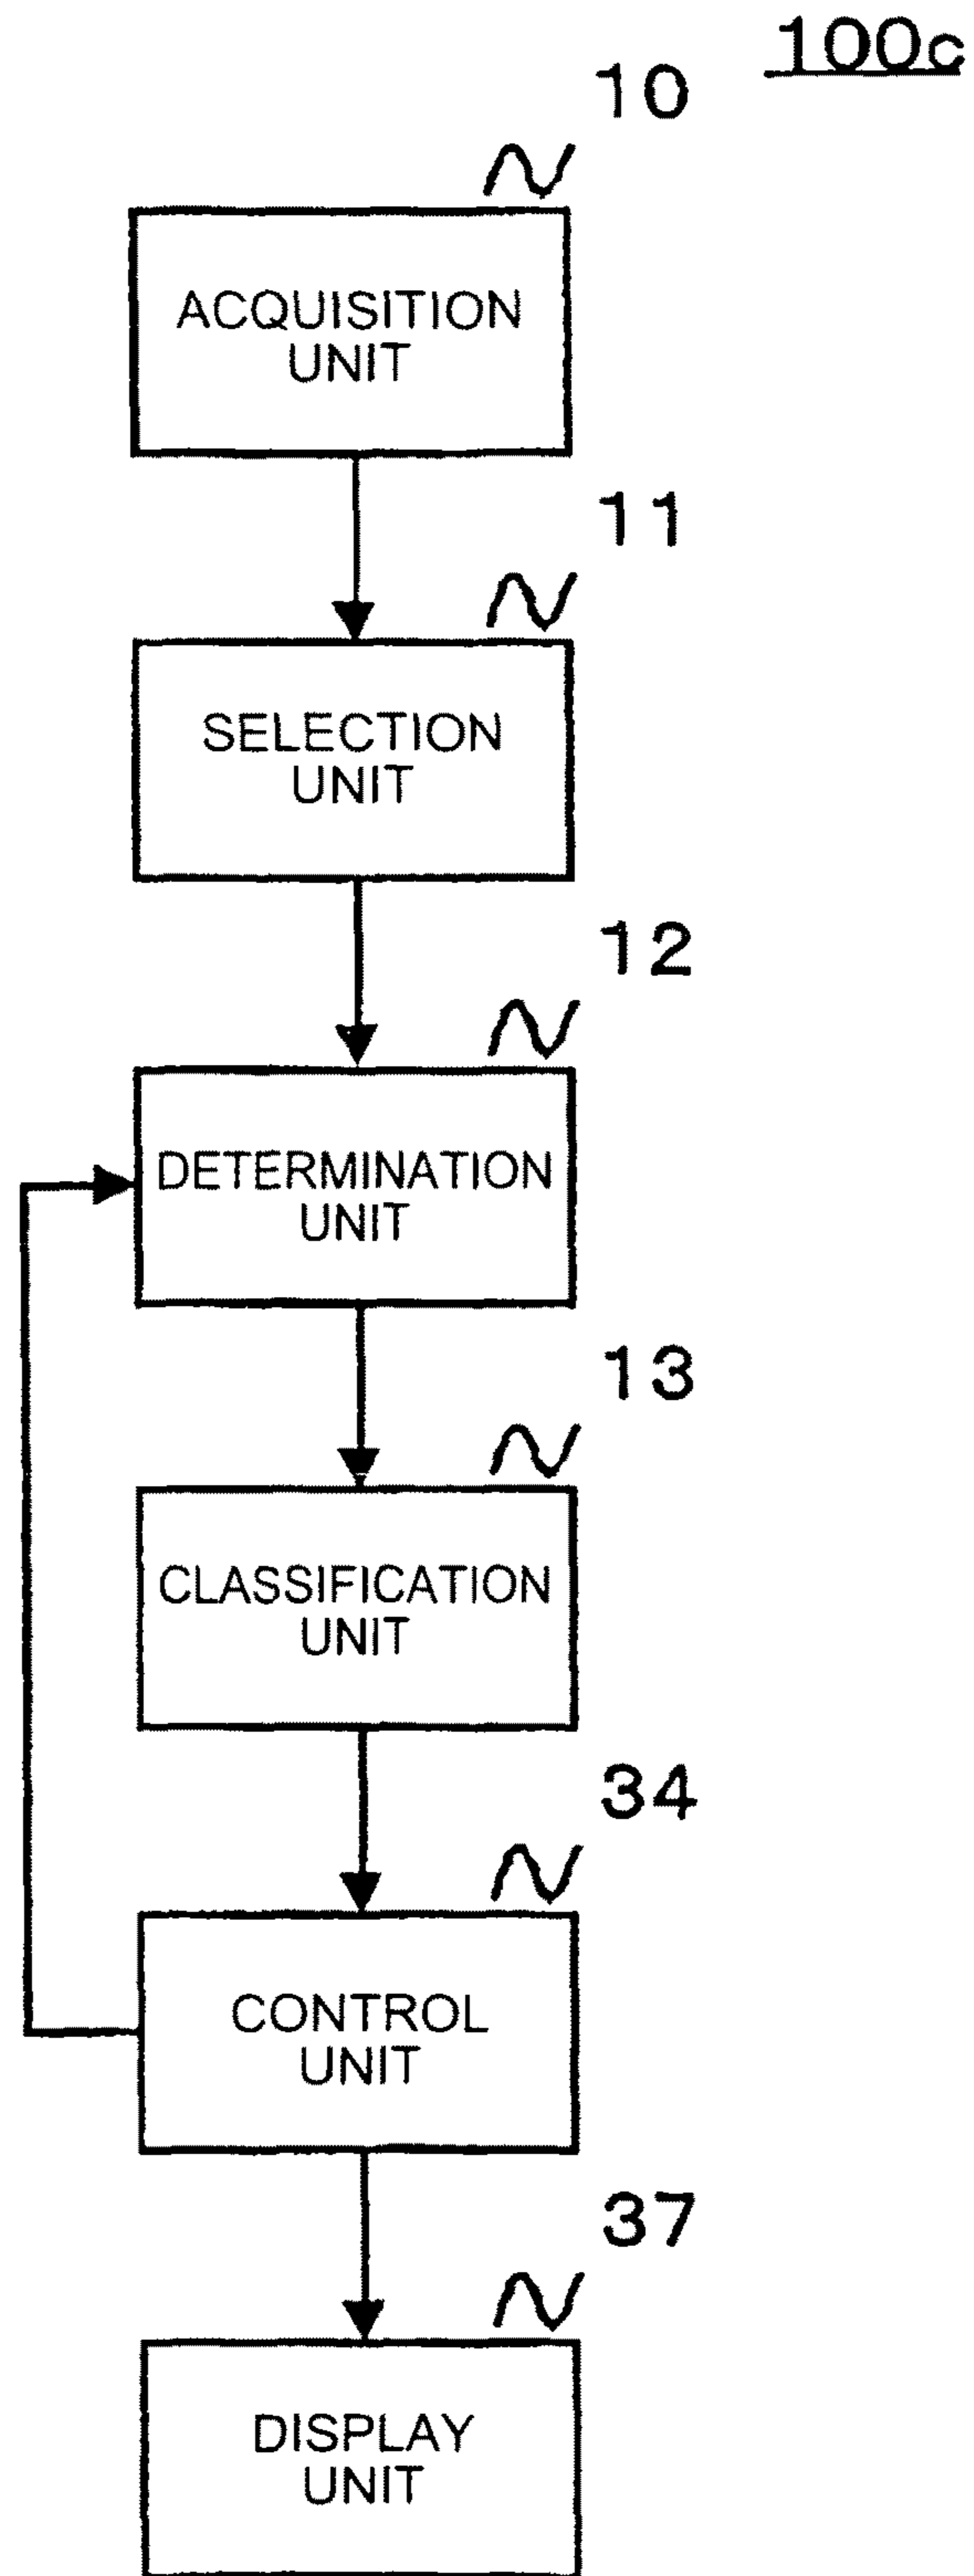 100c
10
ACQUISITION
UNIT
11
SELECTION
UNIT
12
DETERMINATION
UNIT
13
CLASSIFICATION
UNIT
34
CONTROL
UNIT
37
DISPLAY
UNIT